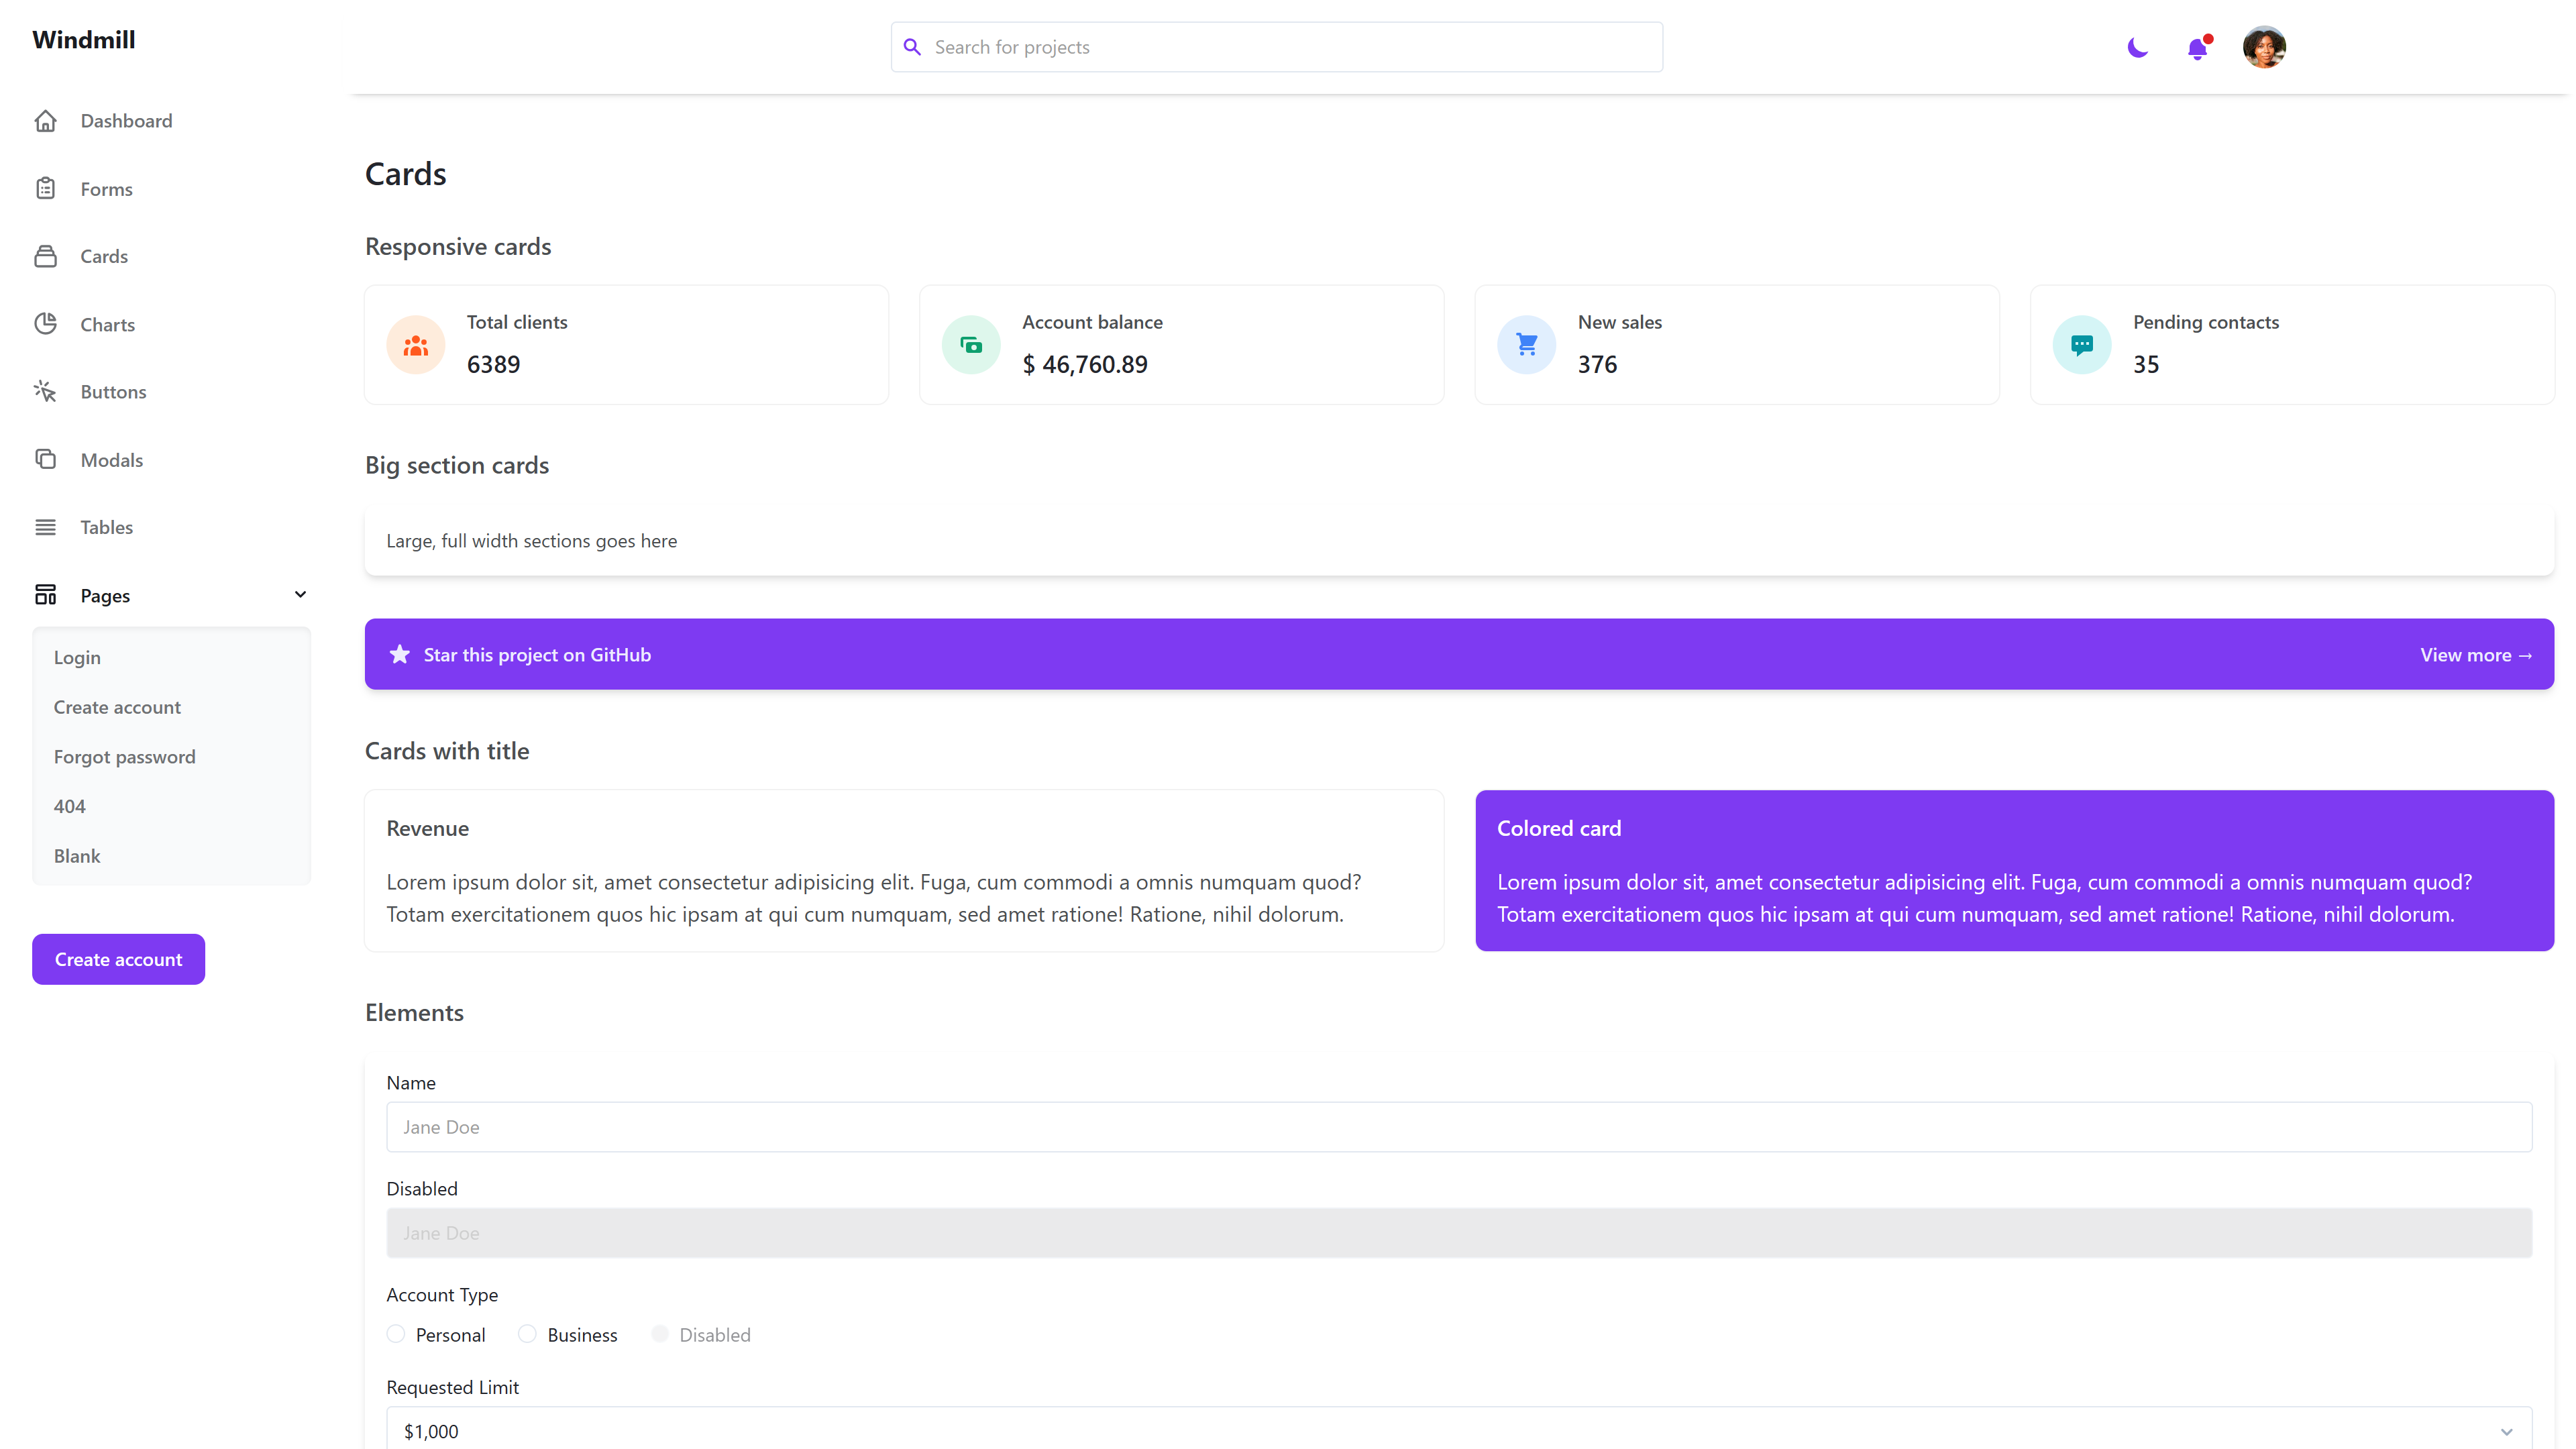 Windmill
Search for projects
Dashboard
Forms
Cards
Charts
Buttons
Modals
Tables
Pages
Login
Create account
Forgot password
404
Blank
Create account
Cards
Responsive cards
Total clients
6389
Account balance
$ 46,760.89
New sales
376
Pending contacts
35
Big section cards
Large, full width sections goes here
Star this project on GitHub
View more →
Cards with title
Revenue
Lorem ipsum dolor sit, amet consectetur adipisicing elit. Fuga, cum commodi a omnis numquam quod?
Totam exercitationem quos hic ipsam at qui cum numquam, sed amet ratione! Ratione, nihil dolorum.
Colored card
Lorem ipsum dolor sit, amet consectetur adipisicing elit. Fuga, cum commodi a omnis numquam quod?
Totam exercitationem quos hic ipsam at qui cum numquam, sed amet ratione! Ratione, nihil dolorum.
Elements
Name
Jane Doe
Disabled
Jane Doe
Account Type
Personal
Business
Disabled
Requested Limit
$1,000